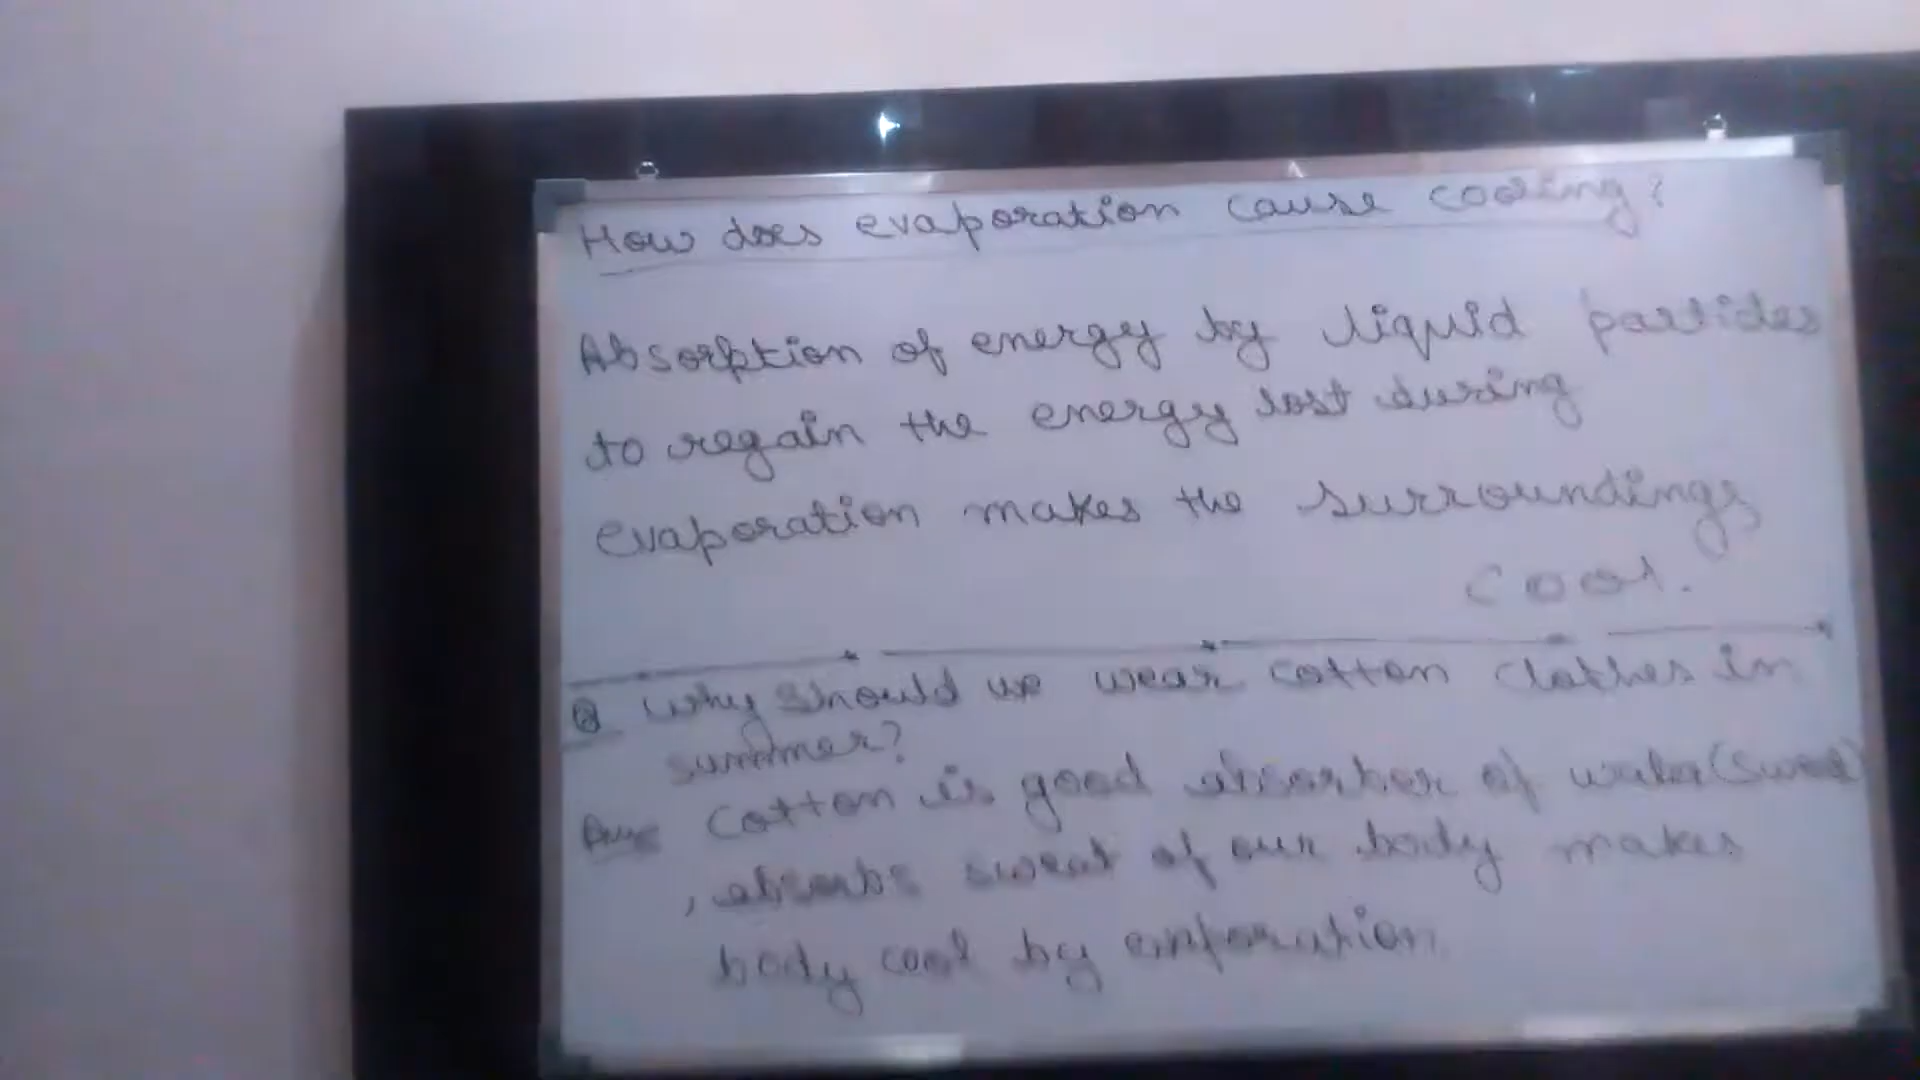 How does evaporation cause cooling?
Absorption of energy by liquid particles
to regain the energy lost during
evaporation makes the surroundings
cool.
Q Why should we wear cotton clothes in
summer?
Ans Cotton is good absorber of water (sweat)
, absorbs sweat of our body makes
body cool by evaporation